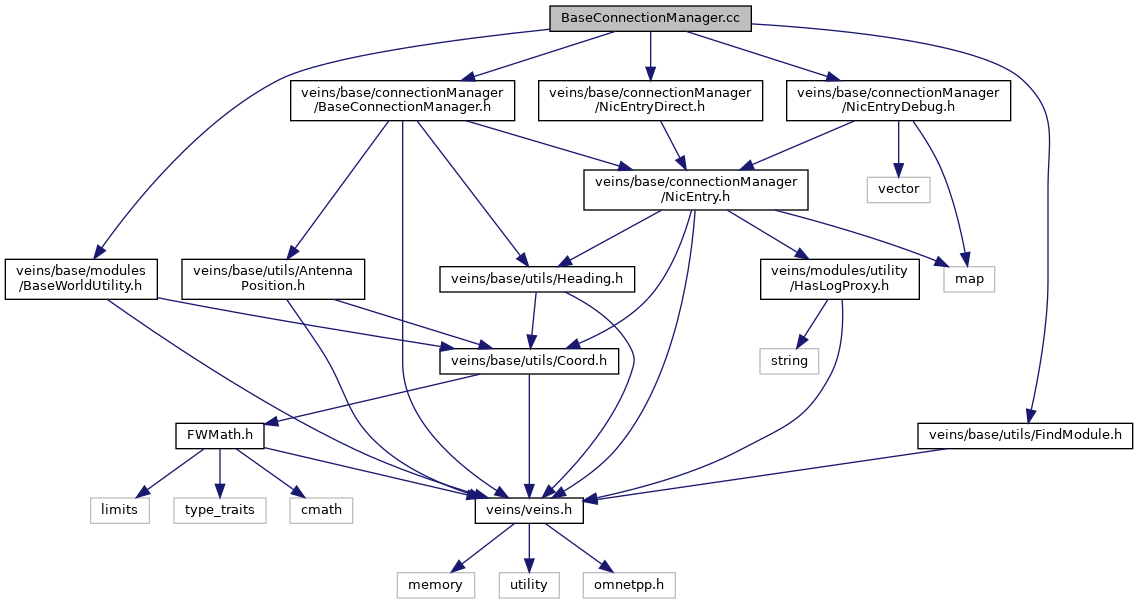 BaseConnectionManager.cc
veins/base/connectionManager
/BaseConnectionManager.h
veins/base/connectionManager
/NicEntryDirect.h
veins/base/connectionManager
/NicEntryDebug.h
veins/base/connectionManager
/NicEntry.h
vector
veins/base/modules
/BaseWorldUtility.h
veins/base/utils/Antenna
Position.h
veins/base/utils/Heading.h
veins/modules/utility
/HasLogProxy.h
map
veins/base/utils/Coord.h
string
FWMath.h
veins/base/utils/FindModule.h
limits
type_traits
cmath
veins/veins.h
memory
utility
omnetpp.h